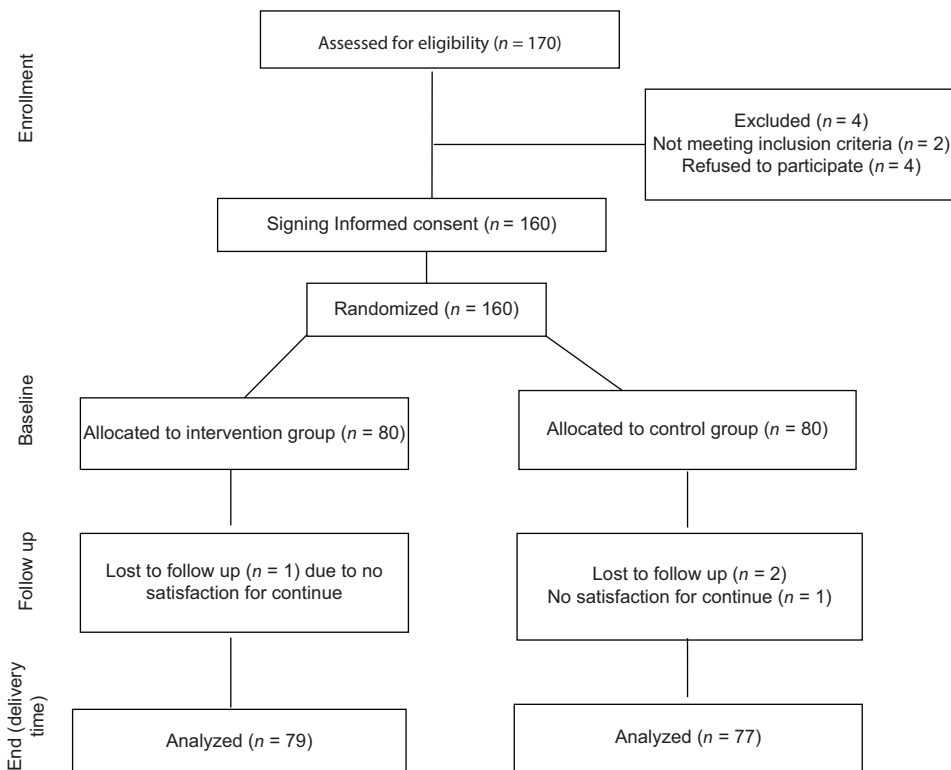 Enrollment
Assessed for eligibility (n = 170)
Excluded (n = 4)
Not meeting inclusion criteria (n = 2)
Refused to participate (n = 4)
Signing Informed consent (n = 160)
Randomized (n = 160)
Baseline
Allocated to intervention group (n = 80)
Allocated to control group (n = 80)
Follow up
Lost to follow up (n = 1) due to no
satisfaction for continue
Lost to follow up (n = 2)
No satisfaction for continue (n = 1)
End (delivery
time)
Analyzed (n = 79)
Analyzed (n = 77)